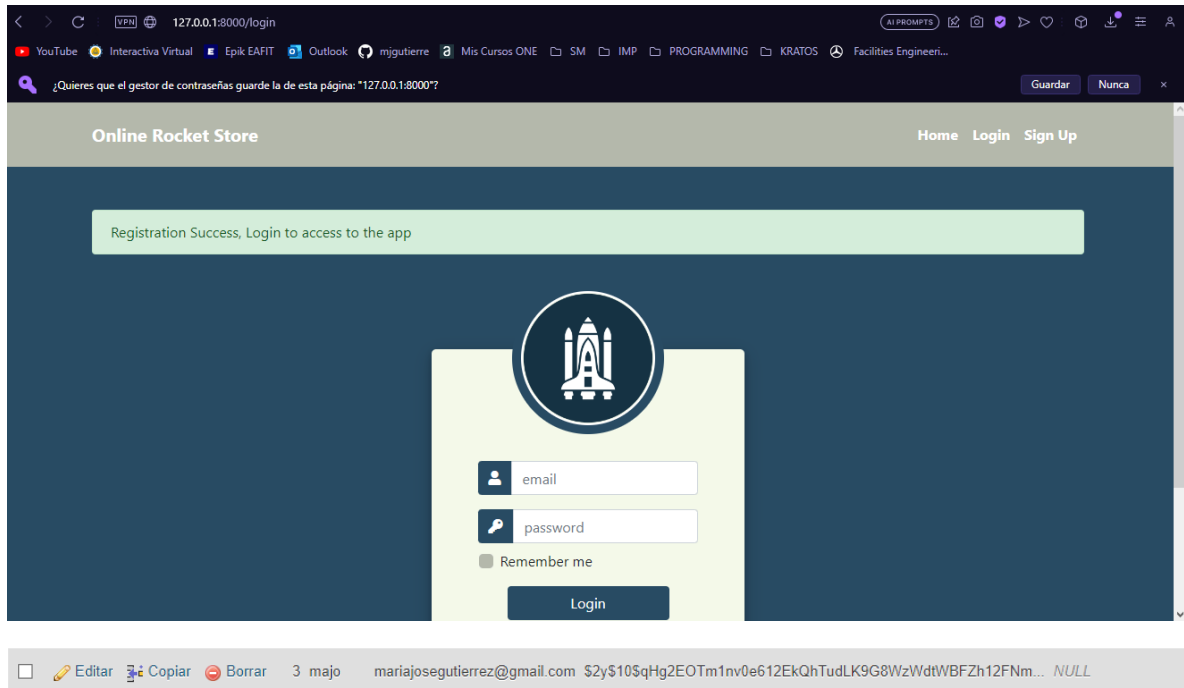 VPN 127.0.0.1:8000/login AI PROMPTS
YouTube Interactiva Virtual E Epik EAFIT Outlook mjgutierre a Mis Cursos ONE SM IMP PROGRAMMING KRATOS Facilities Engineeri...
¿Quieres que el gestor de contraseñas guarde la de esta página: "127.0.0.1:8000"? Guardar Nunca ×
Online Rocket Store Home Login Sign Up
Registration Success, Login to access to the app
email
password
Remember me
Login
Editar Copiar Borrar 3 majo mariajosegutierrez@gmail.com $2y$10$qHg2EOTm1nv0e612EkQhTudLK9G8WzWdtWBFZh12FNm... NULL